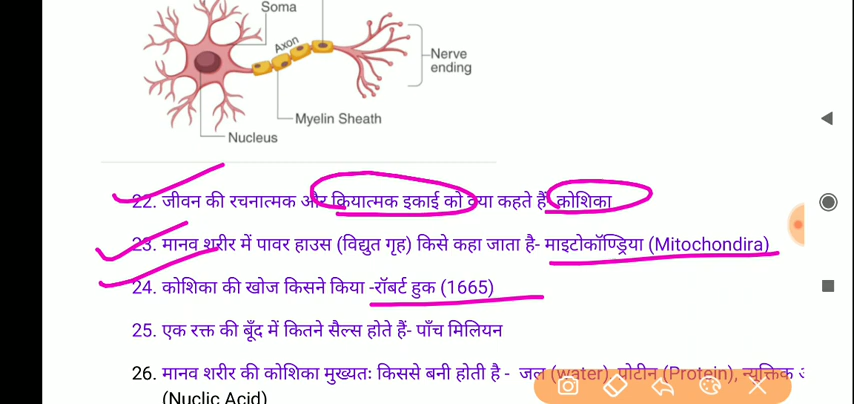 Soma
Axon
Nerve
ending
Myelin Sheath
Nucleus
22. जीवन की रचनात्मक और क्रियात्मक इकाई को क्या कहते हैं- कोशिका
23. मानव शरीर में पावर हाउस (विद्युत गृह) किसे कहा जाता है- माइटोकॉण्ड्रिया (Mitochondira)
24. कोशिका की खोज किसने किया -रॉबर्ट हुक (1665)
25. एक रक्त की बूँद में कितने सैल्स होते हैं- पाँच मिलियन
26. मानव शरीर की कोशिका मुख्यतः किससे बनी होती है - जल (water), प्रोटीन (Protein), न्यूक्तिक
(Nuclic Acid)